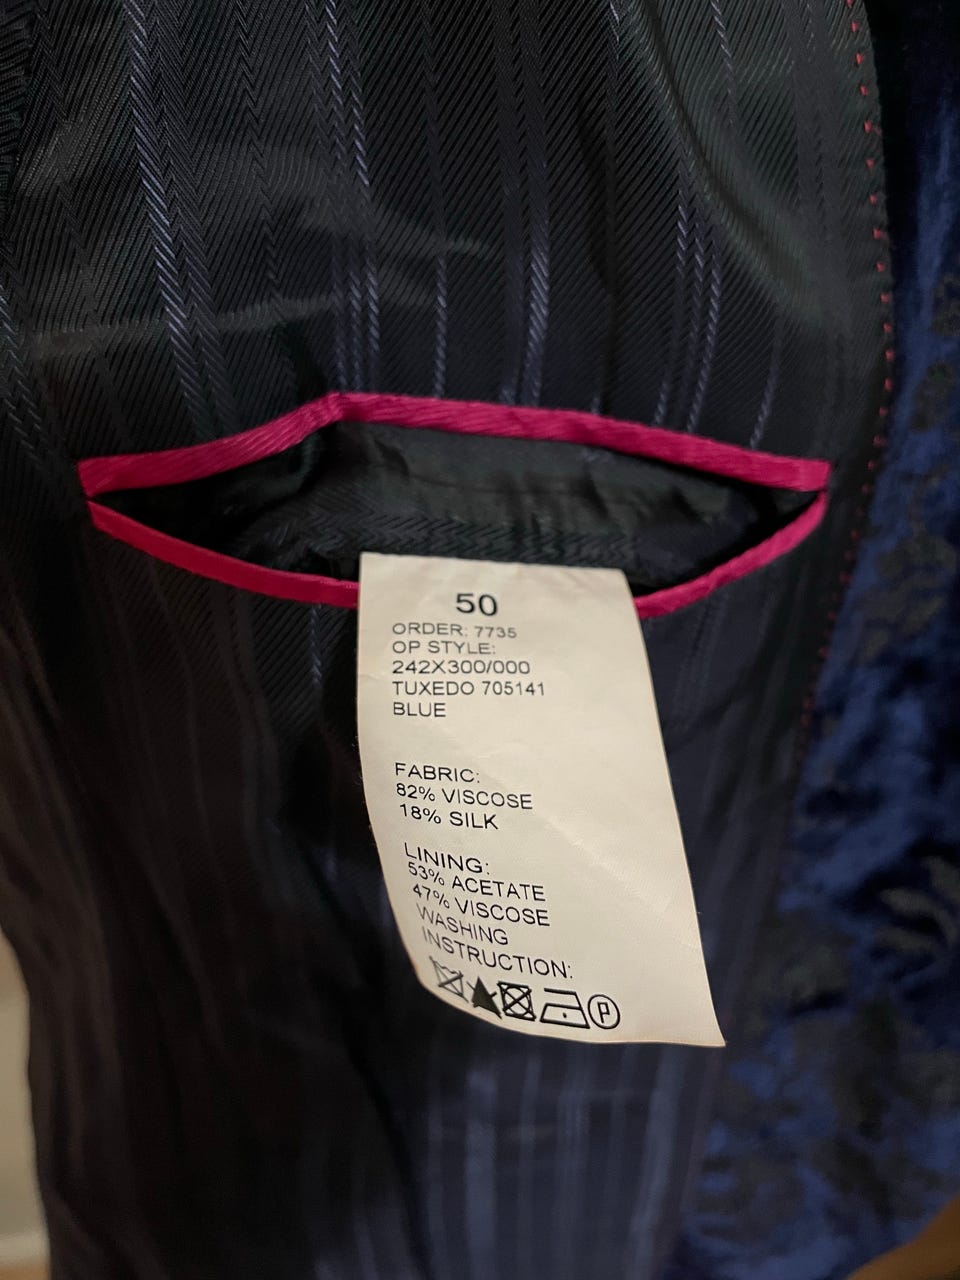 50
ORDER: 7735
OP STYLE:
242X300/000
TUXEDO 705141
BLUE
FABRIC:
82% VISCOSE
18% SILK
LINING:
53% ACETATE
47% VISCOSE
WASHING
INSTRUCTION:
P